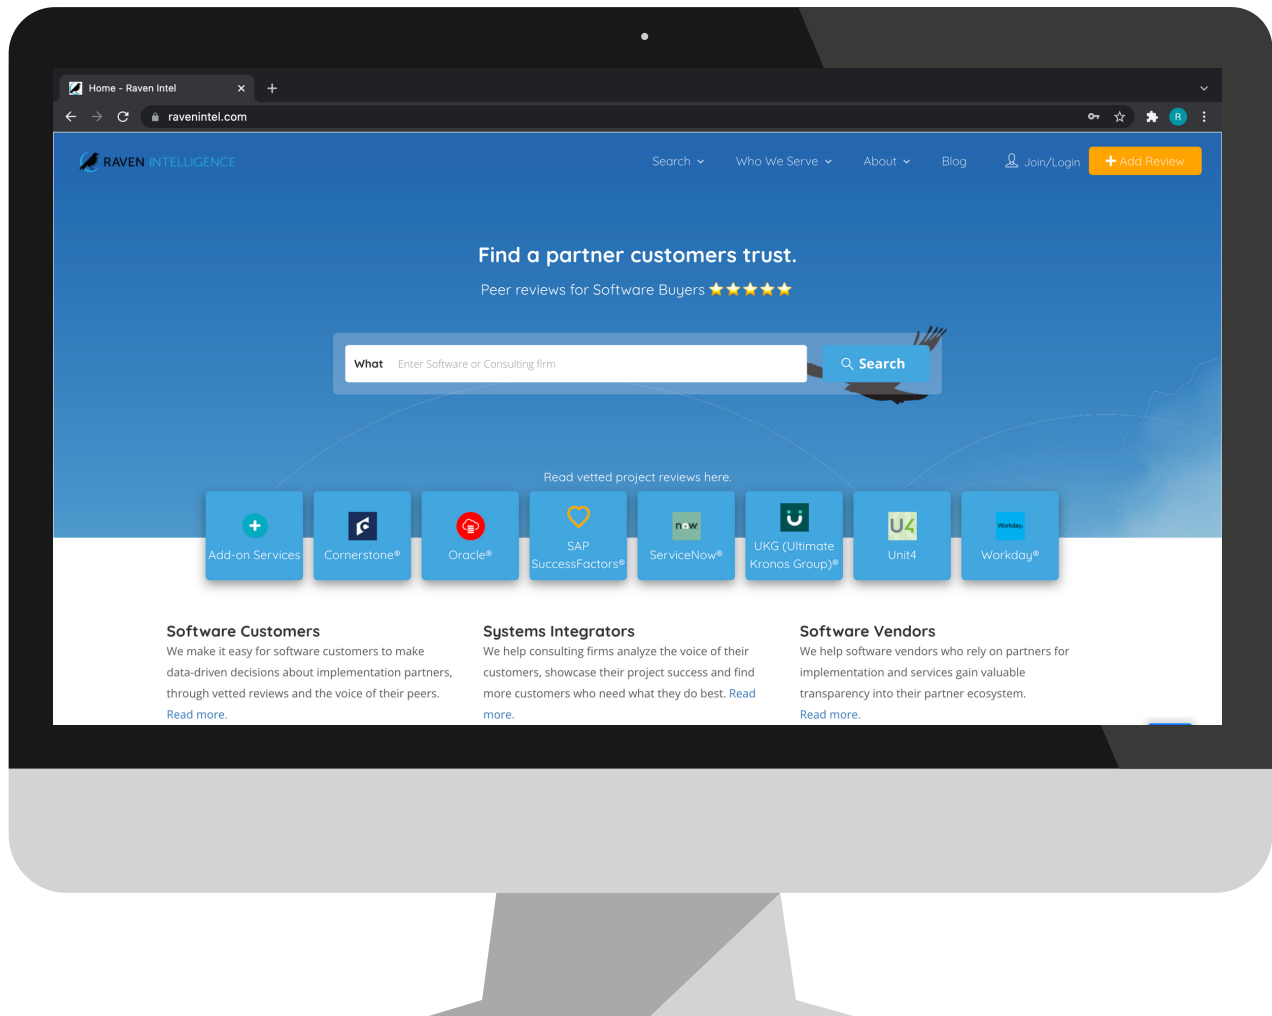 Home - Raven Intel
ravenintel.com
R
RAVEN INTELLIGENCE
Search
Who We Serve
About
Blog
Join/Login
+ Add Review
Find a partner customers trust.
Peer reviews for Software Buyers
What
Enter Software or Consulting firm
Search
Read vetted project reviews here.
Add-on Services
Cornerstone®
Oracle®
SAP
SuccessFactors®
now
ServiceNow®
UKG (Ultimate
Kronos Group)®
U4
Unit4
Workday.
Workday®
Software Customers
We make it easy for software customers to make
data-driven decisions about implementation partners,
through vetted reviews and the voice of their peers.
Read more.
Systems Integrators
We help consulting firms analyze the voice of their
customers, showcase their project success and find
more customers who need what they do best. Read
more.
Software Vendors
We help software vendors who rely on partners for
implementation and services gain valuable
transparency into their partner ecosystem.
Read more.